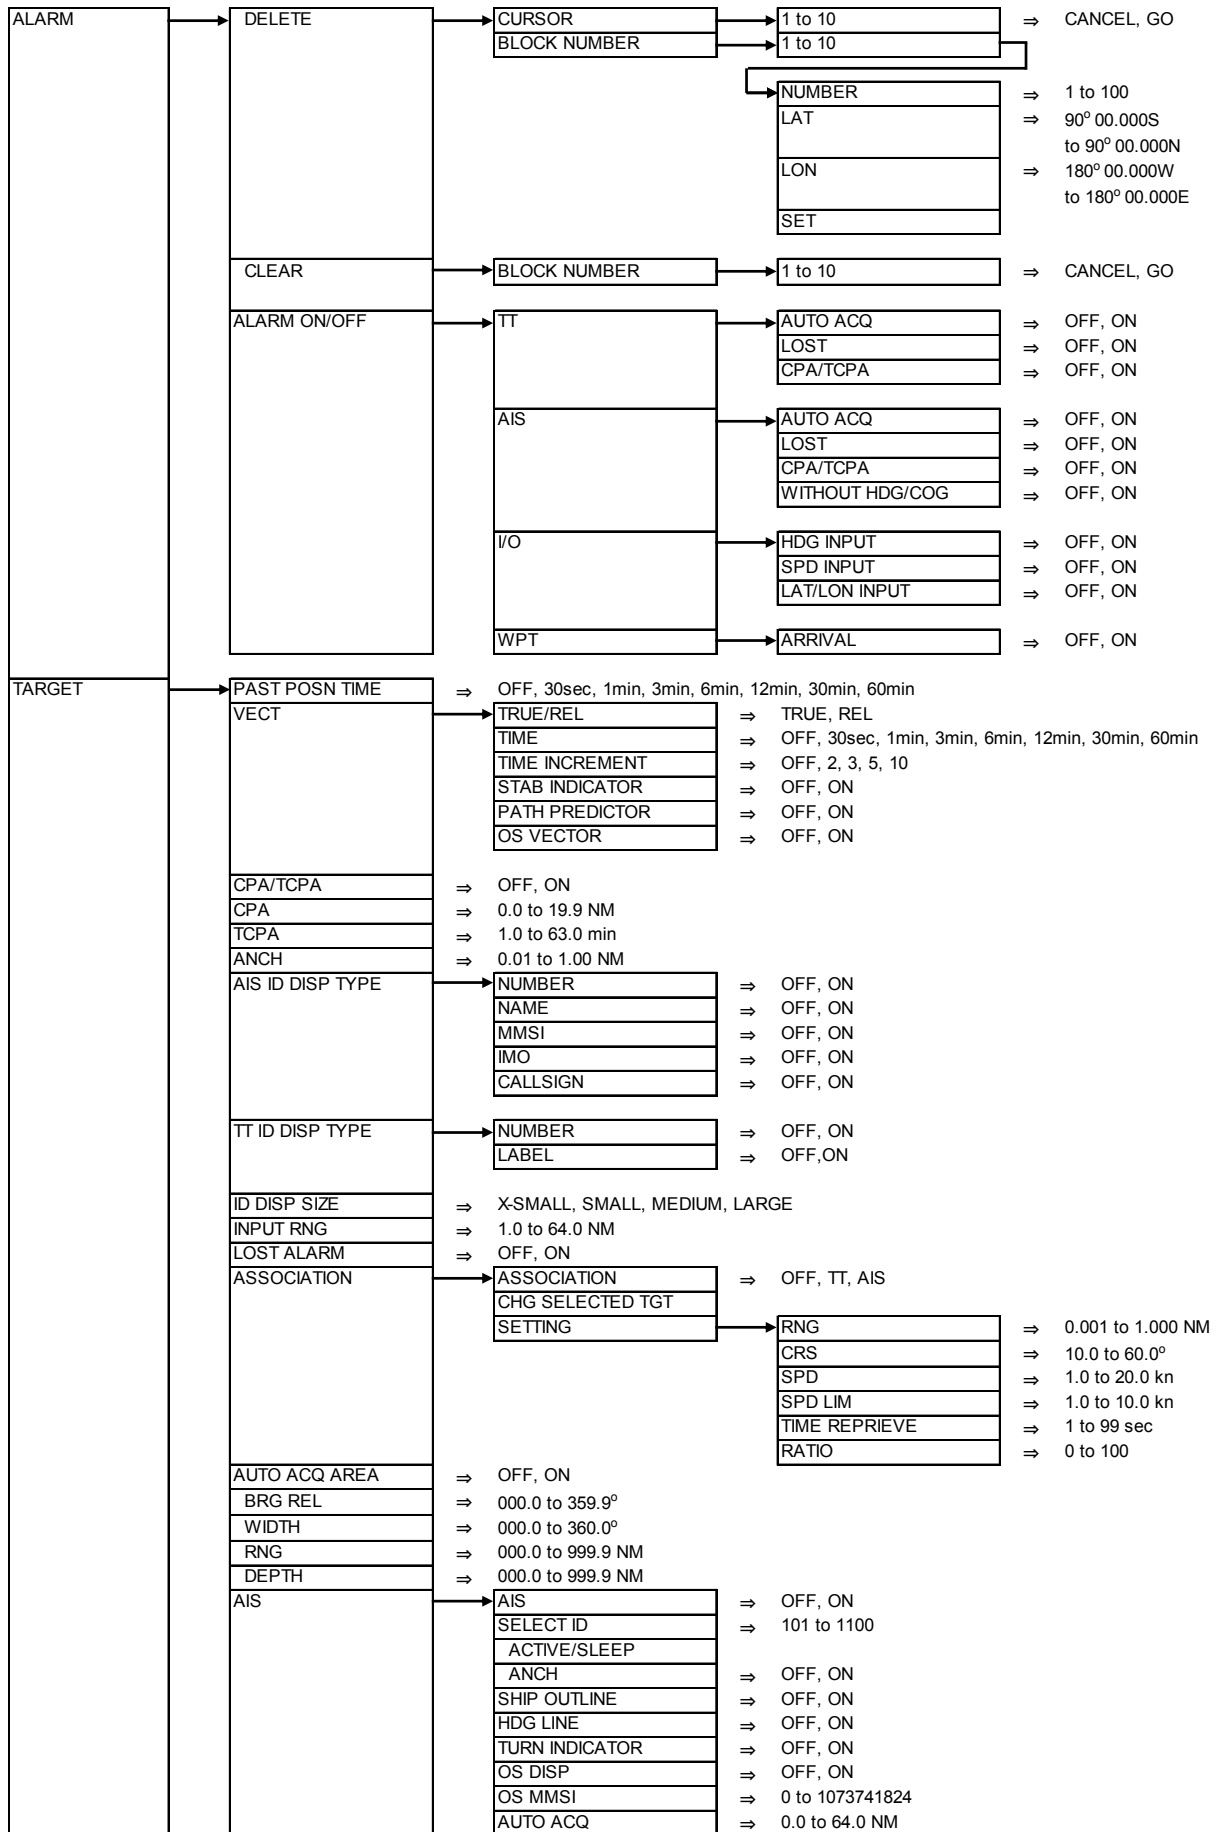 ALARM DELETE CURSOR 1 to 10 ⇒ CANCEL, GO
BLOCK NUMBER 1 to 10
NUMBER ⇒ 1 to 100
LAT ⇒ 90° 00.000S
to 90° 00.000N
LON ⇒ 180° 00.000W
to 180° 00.000E
SET
CLEAR BLOCK NUMBER 1 to 10 ⇒ CANCEL, GO
ALARM ON/OFF TT AUTO ACQ ⇒ OFF, ON
LOST ⇒ OFF, ON
CPA/TCPA ⇒ OFF, ON
AIS AUTO ACQ ⇒ OFF, ON
LOST ⇒ OFF, ON
CPA/TCPA ⇒ OFF, ON
WITHOUT HDG/COG ⇒ OFF, ON
I/O HDG INPUT ⇒ OFF, ON
SPD INPUT ⇒ OFF, ON
LAT/LON INPUT ⇒ OFF, ON
WPT ARRIVAL ⇒ OFF, ON
TARGET PAST POSN TIME ⇒ OFF, 30sec, 1min, 3min, 6min, 12min, 30min, 60min
VECT TRUE/REL ⇒ TRUE, REL
TIME ⇒ OFF, 30sec, 1min, 3min, 6min, 12min, 30min, 60min
TIME INCREMENT ⇒ OFF, 2, 3, 5, 10
STAB INDICATOR ⇒ OFF, ON
PATH PREDICTOR ⇒ OFF, ON
OS VECTOR ⇒ OFF, ON
CPA/TCPA ⇒ OFF, ON
CPA ⇒ 0.0 to 19.9 NM
TCPA ⇒ 1.0 to 63.0 min
ANCH ⇒ 0.01 to 1.00 NM
AIS ID DISP TYPE NUMBER ⇒ OFF, ON
NAME ⇒ OFF, ON
MMSI ⇒ OFF, ON
IMO ⇒ OFF, ON
CALLSIGN ⇒ OFF, ON
TT ID DISP TYPE NUMBER ⇒ OFF, ON
LABEL ⇒ OFF,ON
ID DISP SIZE ⇒ X-SMALL, SMALL, MEDIUM, LARGE
INPUT RNG ⇒ 1.0 to 64.0 NM
LOST ALARM ⇒ OFF, ON
ASSOCIATION ASSOCIATION ⇒ OFF, TT, AIS
CHG SELECTED TGT
SETTING RNG ⇒ 0.001 to 1.000 NM
CRS ⇒ 10.0 to 60.0°
SPD ⇒ 1.0 to 20.0 kn
SPD LIM ⇒ 1.0 to 10.0 kn
TIME REPRIEVE ⇒ 1 to 99 sec
RATIO ⇒ 0 to 100
AUTO ACQ AREA ⇒ OFF, ON
BRG REL ⇒ 000.0 to 359.9°
WIDTH ⇒ 000.0 to 360.0°
RNG ⇒ 000.0 to 999.9 NM
DEPTH ⇒ 000.0 to 999.9 NM
AIS AIS ⇒ OFF, ON
SELECT ID ⇒ 101 to 1100
ACTIVE/SLEEP
ANCH ⇒ OFF, ON
SHIP OUTLINE ⇒ OFF, ON
HDG LINE ⇒ OFF, ON
TURN INDICATOR ⇒ OFF, ON
OS DISP ⇒ OFF, ON
OS MMSI ⇒ 0 to 1073741824
AUTO ACQ ⇒ 0.0 to 64.0 NM